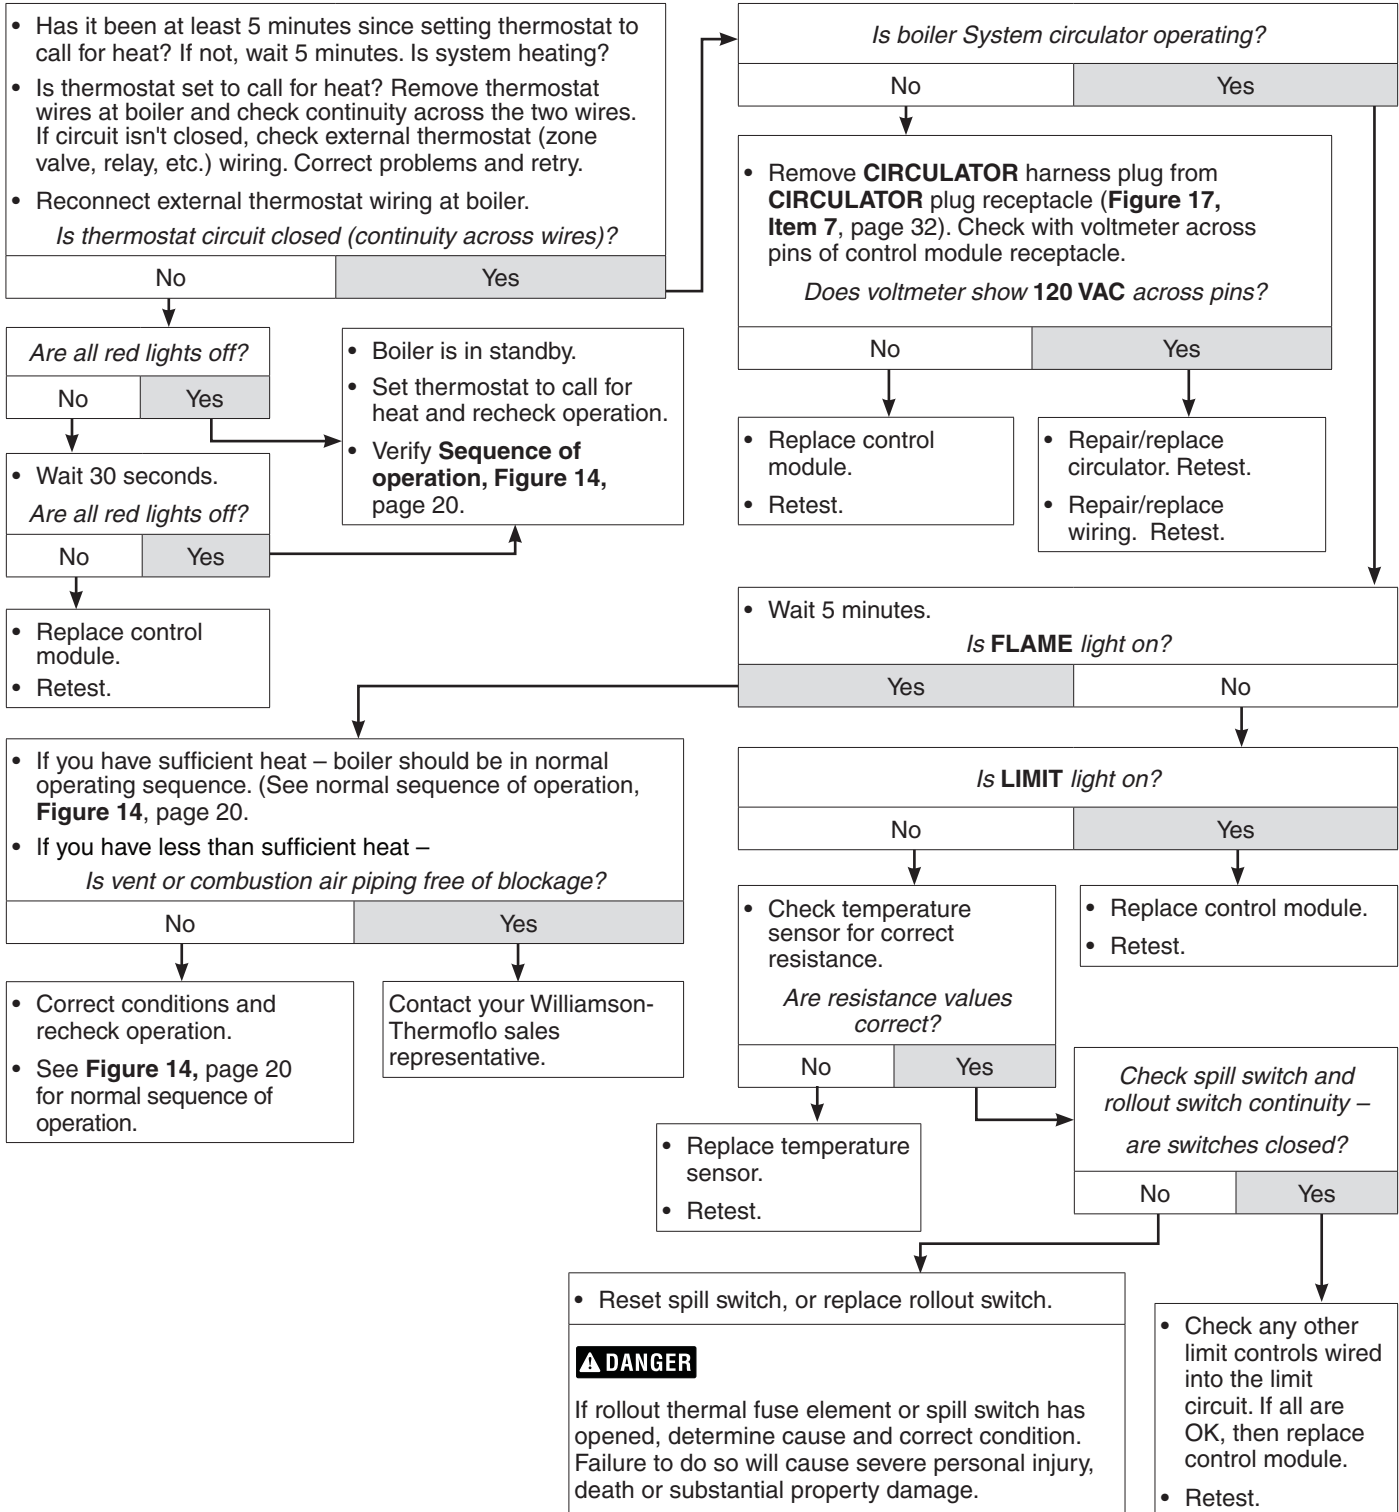 • Has it been at least 5 minutes since setting thermostat to
call for heat? If not, wait 5 minutes. Is system heating?
• Is thermostat set to call for heat? Remove thermostat
wires at boiler and check continuity across the two wires.
If circuit isn't closed, check external thermostat (zone
valve, relay, etc.) wiring. Correct problems and retry.
• Reconnect external thermostat wiring at boiler.
Is thermostat circuit closed (continuity across wires)?
No
Yes
Are all red lights off?
No
Yes
• Wait 30 seconds.
Are all red lights off?
No
Yes
• Replace control
module.
• Retest.
• Boiler is in standby.
• Set thermostat to call for
heat and recheck operation.
• Verify Sequence of
operation, Figure 14,
page 20.
Is boiler System circulator operating?
No
Yes
• Remove CIRCULATOR harness plug from
CIRCULATOR plug receptacle (Figure 17,
Item 7, page 32). Check with voltmeter across
pins of control module receptacle.
Does voltmeter show 120 VAC across pins?
No
Yes
• Replace control
module.
• Retest.
• Repair/replace
circulator. Retest.
• Repair/replace
wiring. Retest.
• Wait 5 minutes.
Is FLAME light on?
Yes
No
• If you have sufficient heat – boiler should be in normal
operating sequence. (See normal sequence of operation,
Figure 14, page 20.
• If you have less than sufficient heat –
Is vent or combustion air piping free of blockage?
No
Yes
• Correct conditions and
recheck operation.
• See Figure 14, page 20
for normal sequence of
operation.
Contact your Williamson-
Thermoflo sales
representative.
Is LIMIT light on?
No
Yes
• Check temperature
sensor for correct
resistance.
Are resistance values
correct?
No
Yes
• Replace control module.
• Retest.
• Replace temperature
sensor.
• Retest.
Check spill switch and
rollout switch continuity –
are switches closed?
No
Yes
• Reset spill switch, or replace rollout switch.
DANGER
If rollout thermal fuse element or spill switch has
opened, determine cause and correct condition.
Failure to do so will cause severe personal injury,
death or substantial property damage.
• Check any other
limit controls wired
into the limit
circuit. If all are
OK, then replace
control module.
• Retest.